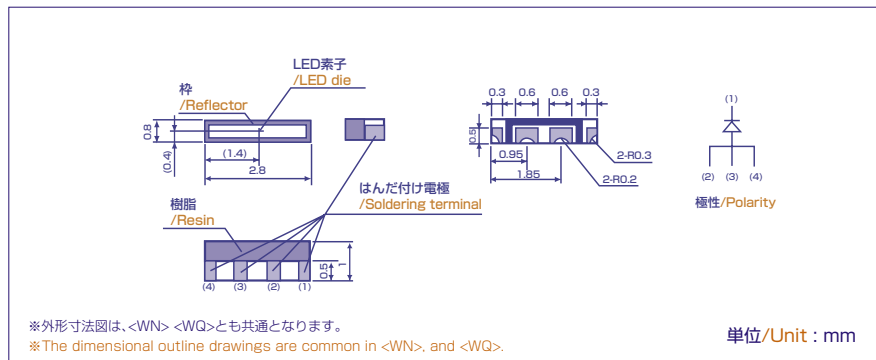 LED素子
/LED die
枠
/Reflector
0.8
(0.4)
(1.4)
2.8
0.3 0.6 0.6 0.3
0.5
0.95
1.85
2-R0.3
2-R0.2
(1)
(2) (3) (4)
極性/Polarity
はんだ付け電極
/Soldering terminal
樹脂
/Resin
0.5
1
(4) (3) (2) (1)
※外形寸法図は、<WN> <WQ>とも共通となります。
※The dimensional outline drawings are common in <WN>, and <WQ>.
単位/Unit : mm